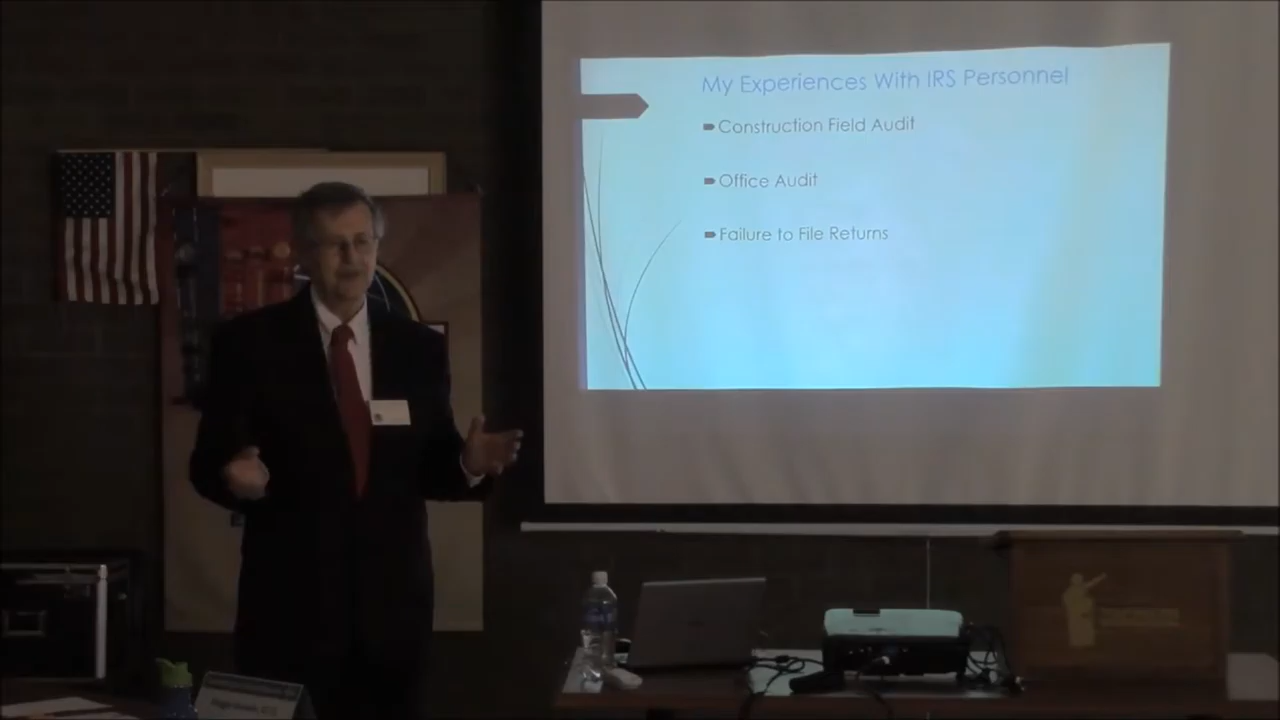 My Experiences With IRS Personnel
Construction Field Audit
Office Audit
Failure to File Returns